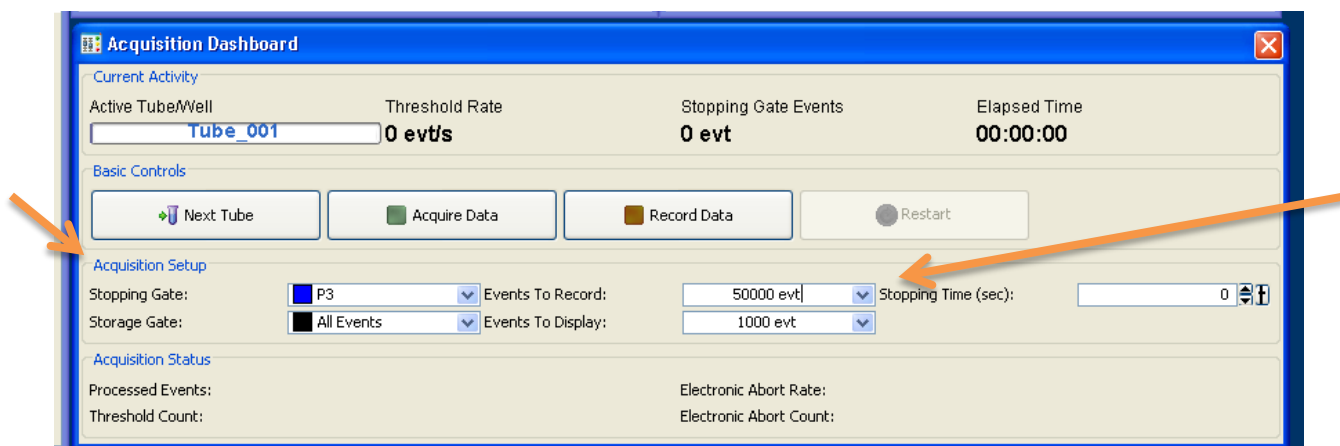 Acquisition Dashboard
Current Activity
Active Tube/Well Threshold Rate Stopping Gate Events Elapsed Time
Tube_001 0 evt/s 0 evt 00:00:00
Basic Controls
Next Tube Acquire Data Record Data Restart
Acquisition Setup
Stopping Gate: P3 Events To Record: 50000 evt Stopping Time (sec): 0
Storage Gate: All Events Events To Display: 1000 evt
Acquisition Status
Processed Events: Electronic Abort Rate:
Threshold Count: Electronic Abort Count: